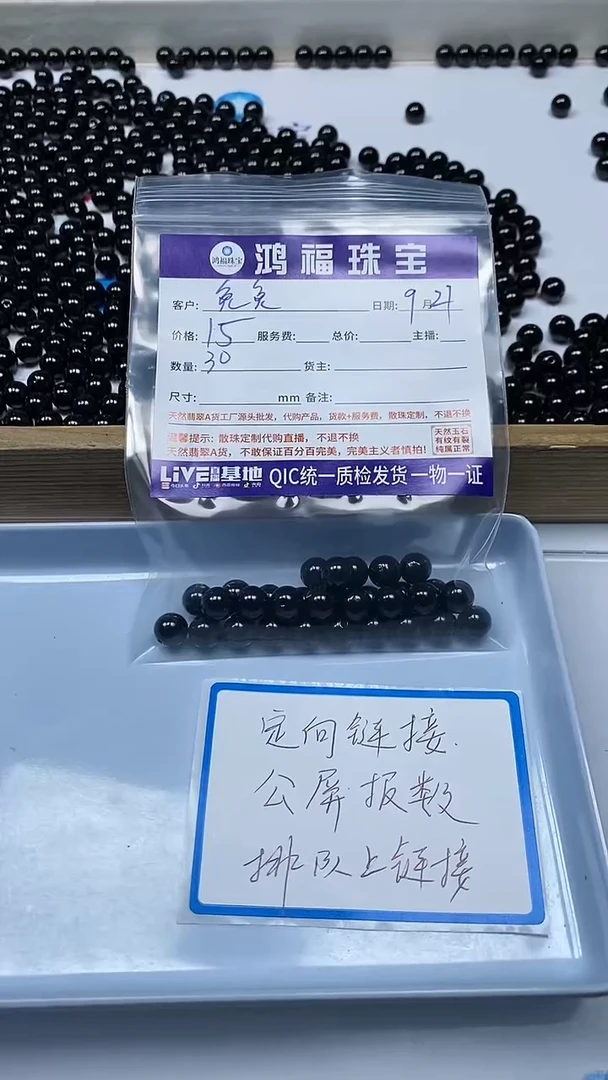 鸿福珠宝
鸿福珠宝
客户: 兔兔 日期: 9月21
价格: 15 服务费: 总价: 主播:
数量: 30 货主:
尺寸: mm 备注:
天然翡翠A货工厂源头批发，代购产品，货款+服务费，散珠定制，不退不换
温馨提示: 散珠定制代购直播，不退不换
天然翡翠A货，不敢保证百分百完美，完美主义者慎拍!
天然玉石
有纹有裂
纯属正常
LIVE 直播基地 QIC统一质检发货 一物一证
定向链接.
公屏报数
排队上链接